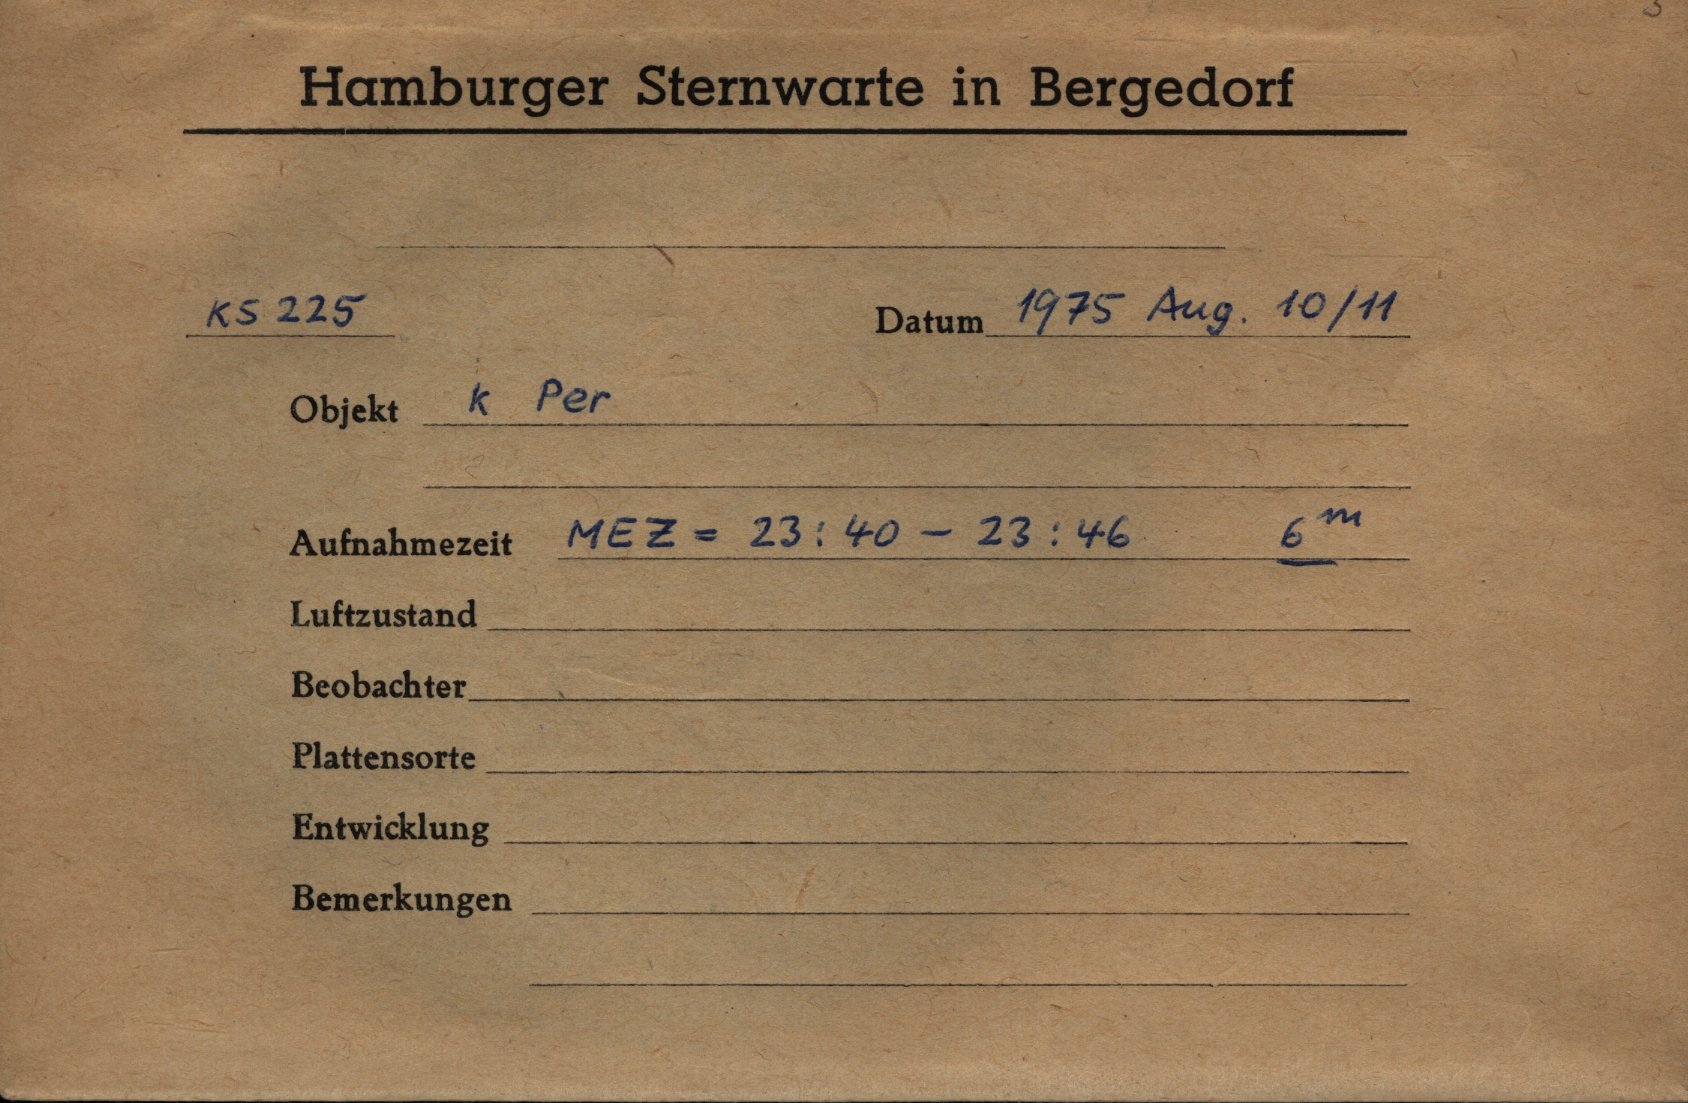 Hamburger Sternwarte in Bergedorf
KS 225 Datum 1975 Aug. 10/11
Objekt k Per
Aufnahmezeit MEZ = 23:40 – 23:46 6ᵐ
Luftzustand
Beobachter
Plattensorte
Entwicklung
Bemerkungen